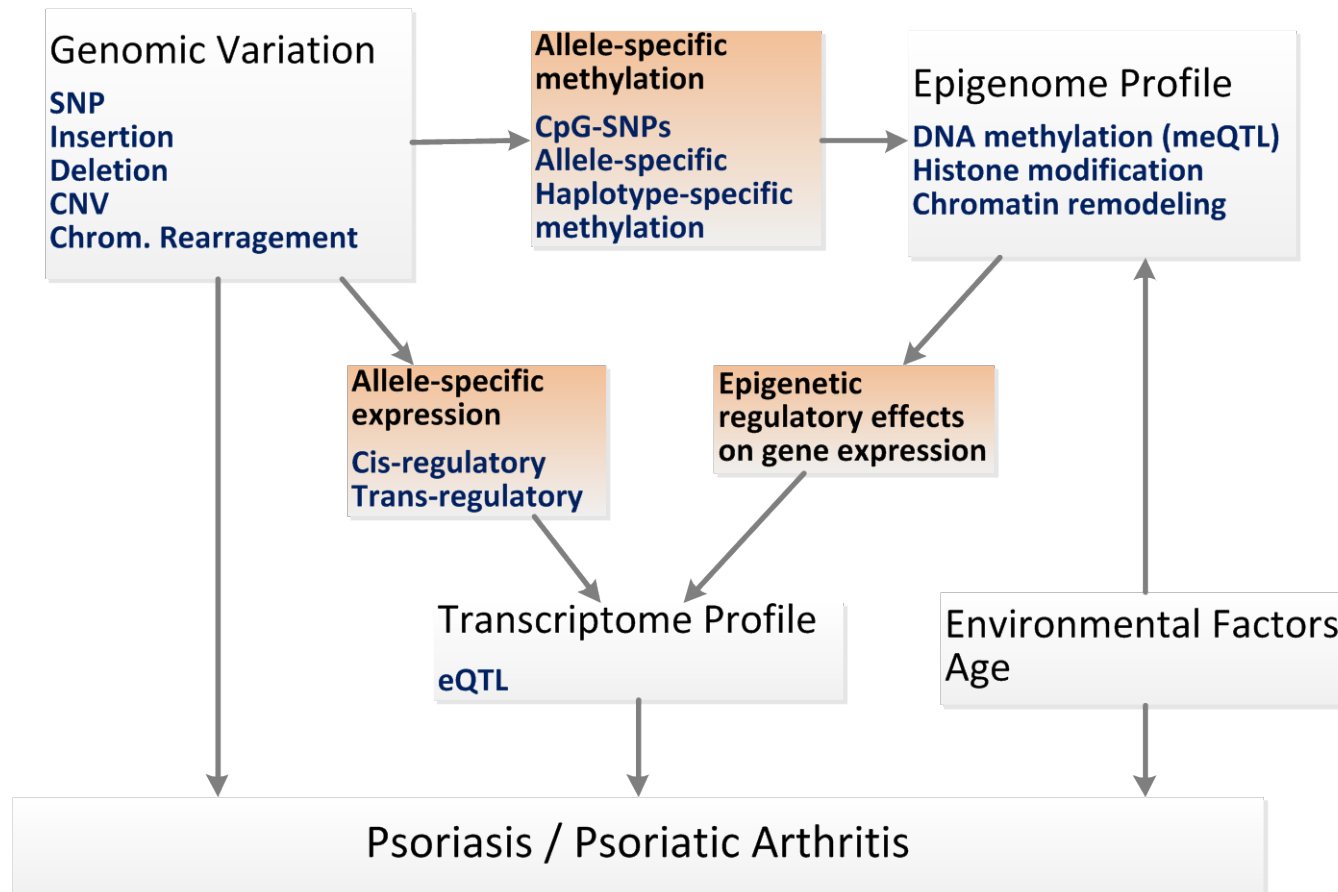 Genomic Variation
SNP
Insertion
Deletion
CNV
Chrom. Rearragement
Allele-specific
methylation
CpG-SNPs
Allele-specific
Haplotype-specific
methylation
Epigenome Profile
DNA methylation (meQTL)
Histone modification
Chromatin remodeling
Allele-specific
expression
Cis-regulatory
Trans-regulatory
Epigenetic
regulatory effects
on gene expression
Transcriptome Profile
eQTL
Environmental Factors
Age
Psoriasis / Psoriatic Arthritis